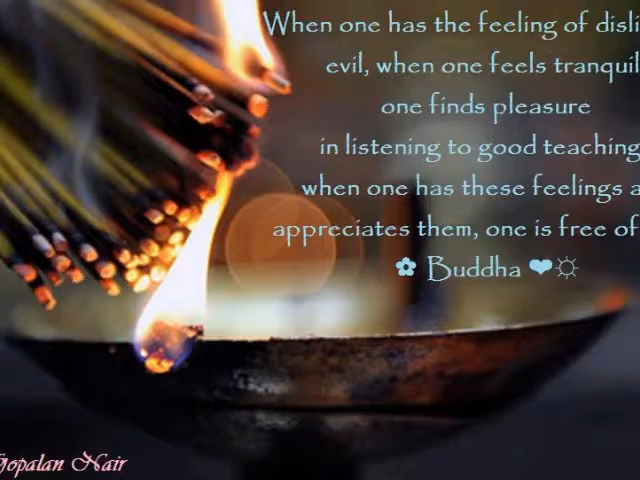 When one has the feeling of disli
evil, when one feels tranquil
one finds pleasure
in listening to good teaching
when one has these feelings a
appreciates them, one is free of
✿ Buddha ❤☼
Gopalan Nair